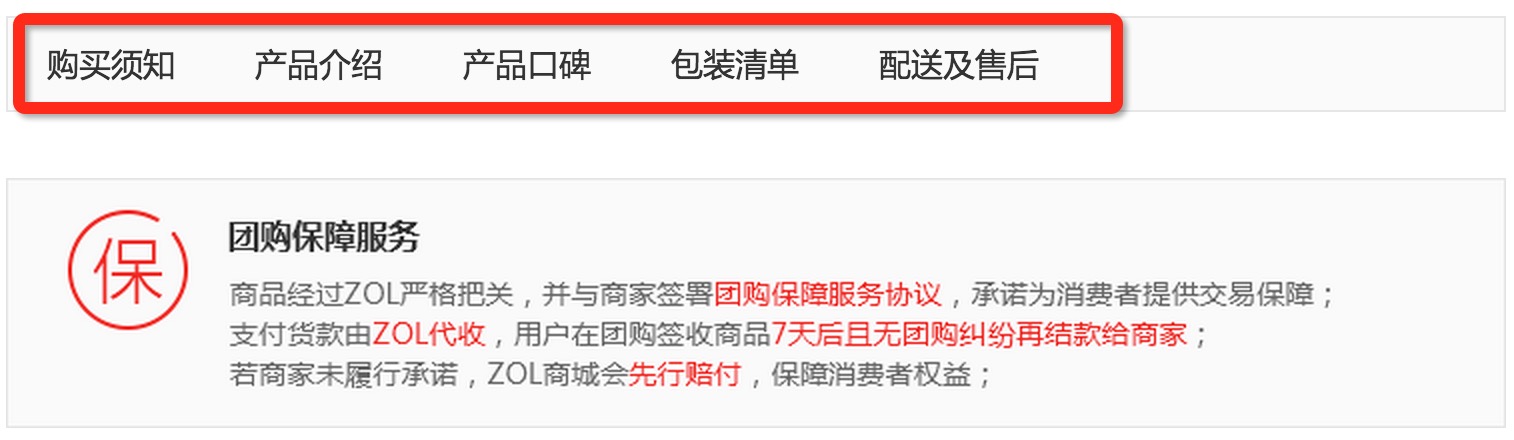 购买须知 产品介绍 产品口碑 包装清单 配送及售后
保
团购保障服务
商品经过ZOL严格把关，并与商家签署团购保障服务协议，承诺为消费者提供交易保障；
支付货款由ZOL代收，用户在团购签收商品7天后且无团购纠纷再结款给商家；
若商家未履行承诺，ZOL商城会先行赔付，保障消费者权益；